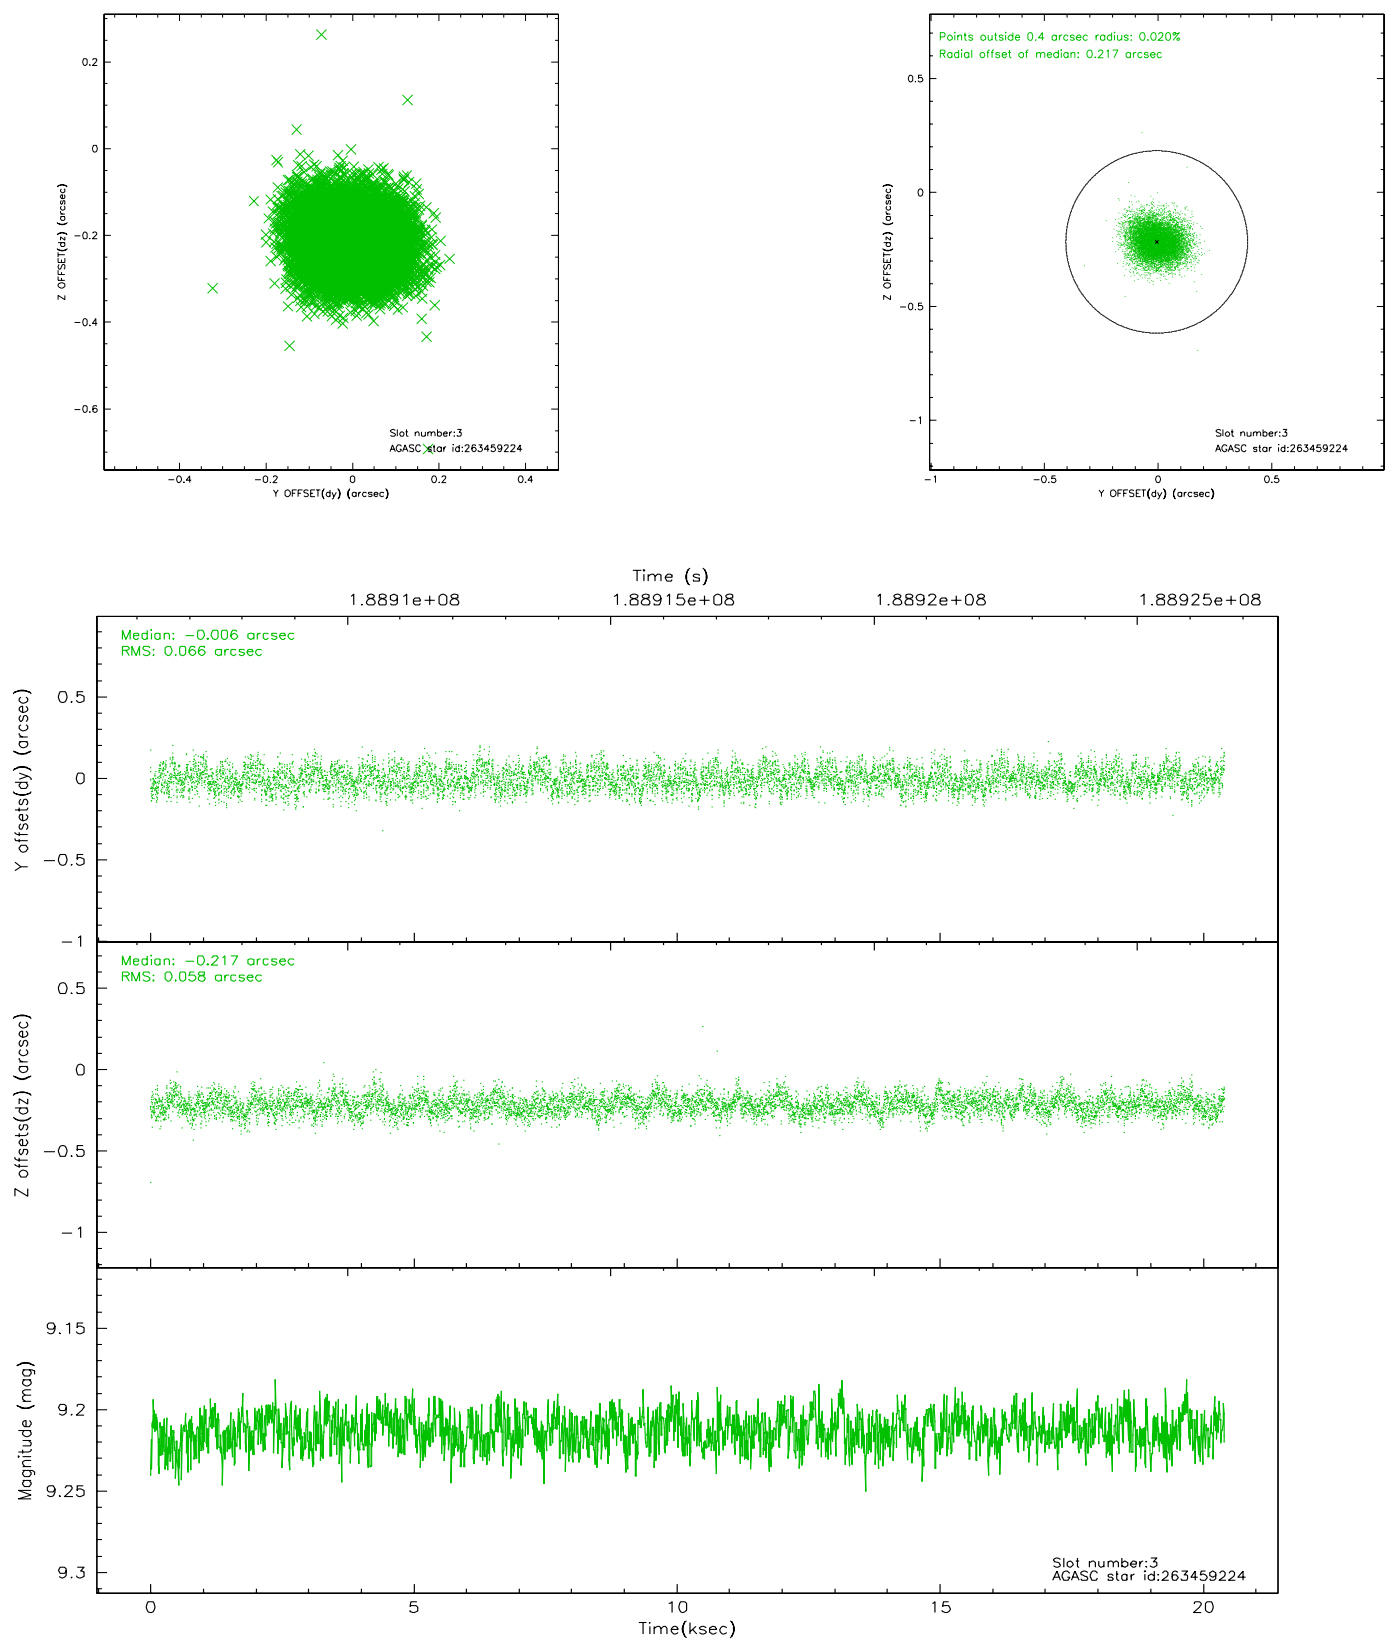 0.2
0
-0.2
-0.4
-0.6
Z OFFSET(dz) (arcsec)
Slot number:3
AGASC star id:263459224
-0.4 -0.2 0 0.2 0.4
Y OFFSET(dy) (arcsec)
Points outside 0.4 arcsec radius: 0.020%
Radial offset of median: 0.217 arcsec
0.5
0
-0.5
-1
Z OFFSET(dz) (arcsec)
Slot number:3
AGASC star id:263459224
-1 -0.5 0 0.5
Y OFFSET(dy) (arcsec)
Time (s)
1.8891e+08 1.88915e+08 1.8892e+08 1.88925e+08
Median: -0.006 arcsec
RMS: 0.066 arcsec
0.5
0
-0.5
-1
Y offsets(dy) (arcsec)
Median: -0.217 arcsec
RMS: 0.058 arcsec
0.5
0
-0.5
-1
Z offsets(dz) (arcsec)
9.15
9.2
9.25
9.3
Magnitude (mag)
Slot number:3
AGASC star id:263459224
0 5 10 15 20
Time(ksec)